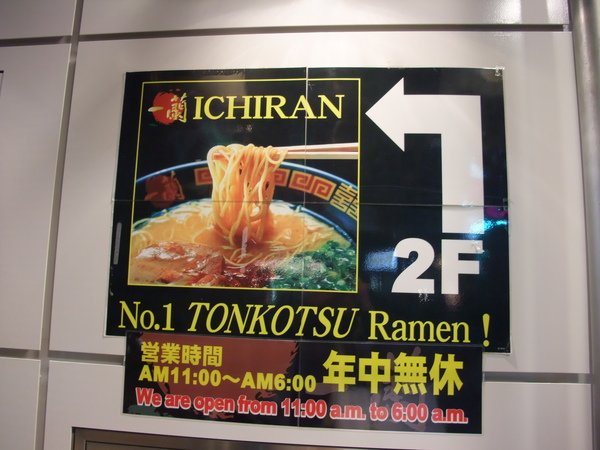 一蘭 ICHIRAN
2F
No.1 TONKOTSU Ramen !
営業時間
AM11:00～AM6:00
年中無休
We are open from 11:00 a.m. to 6:00 a.m.